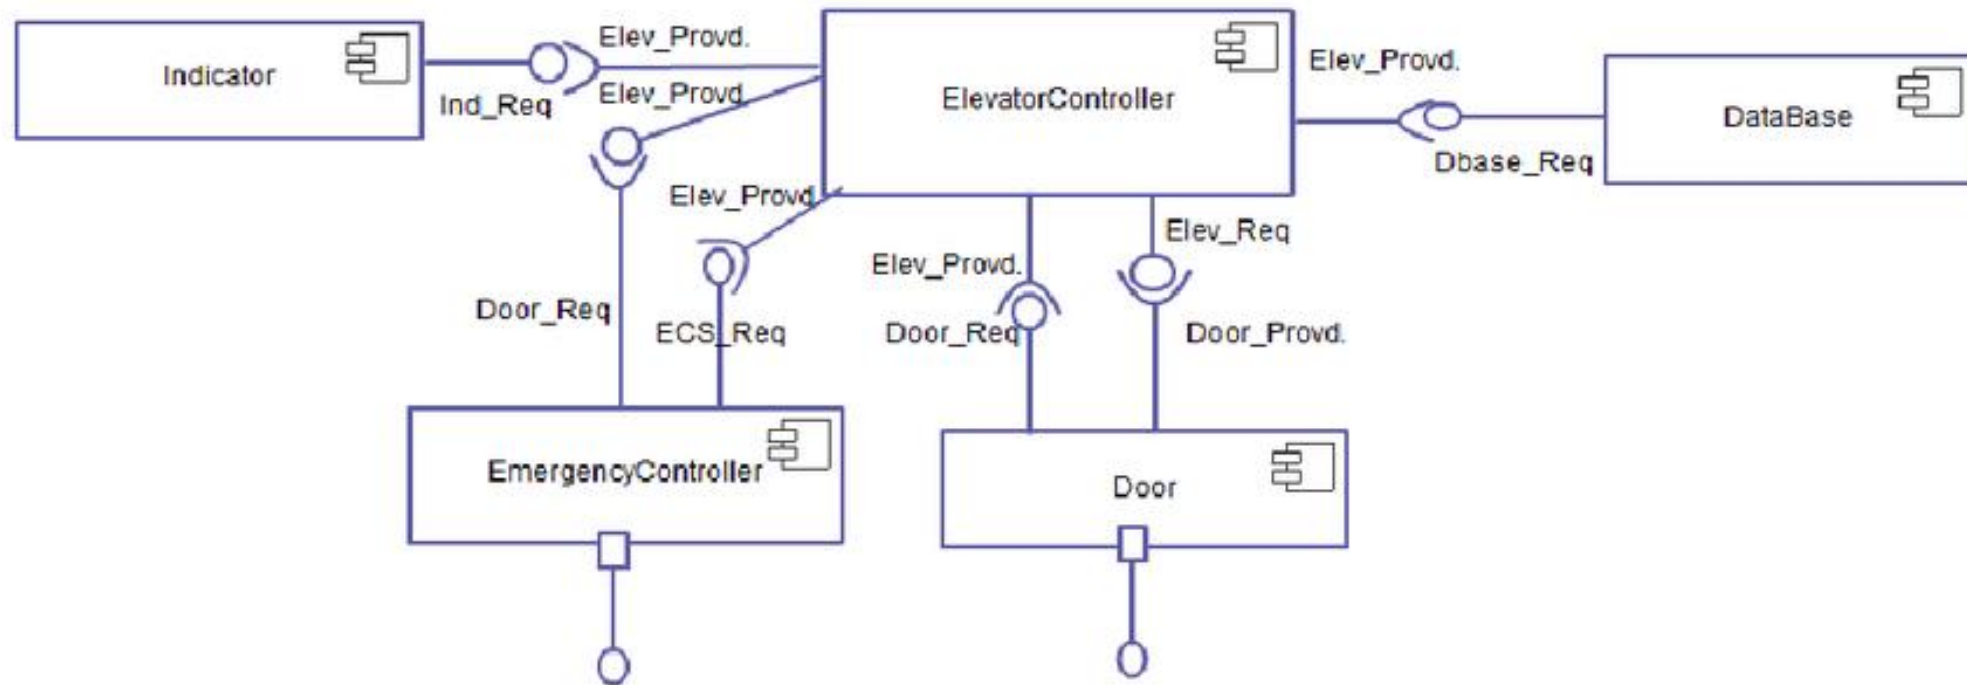 Elev_Provd.
Indicator
Ind_Req
Elev_Provd.
ElevatorController
Elev_Provd.
DataBase
Dbase_Req
Elev_Provd
Elev_Req
Elev_Provd.
Door_Req
ECS_Req
Door_Req
Door_Provd.
EmergencyController
Door